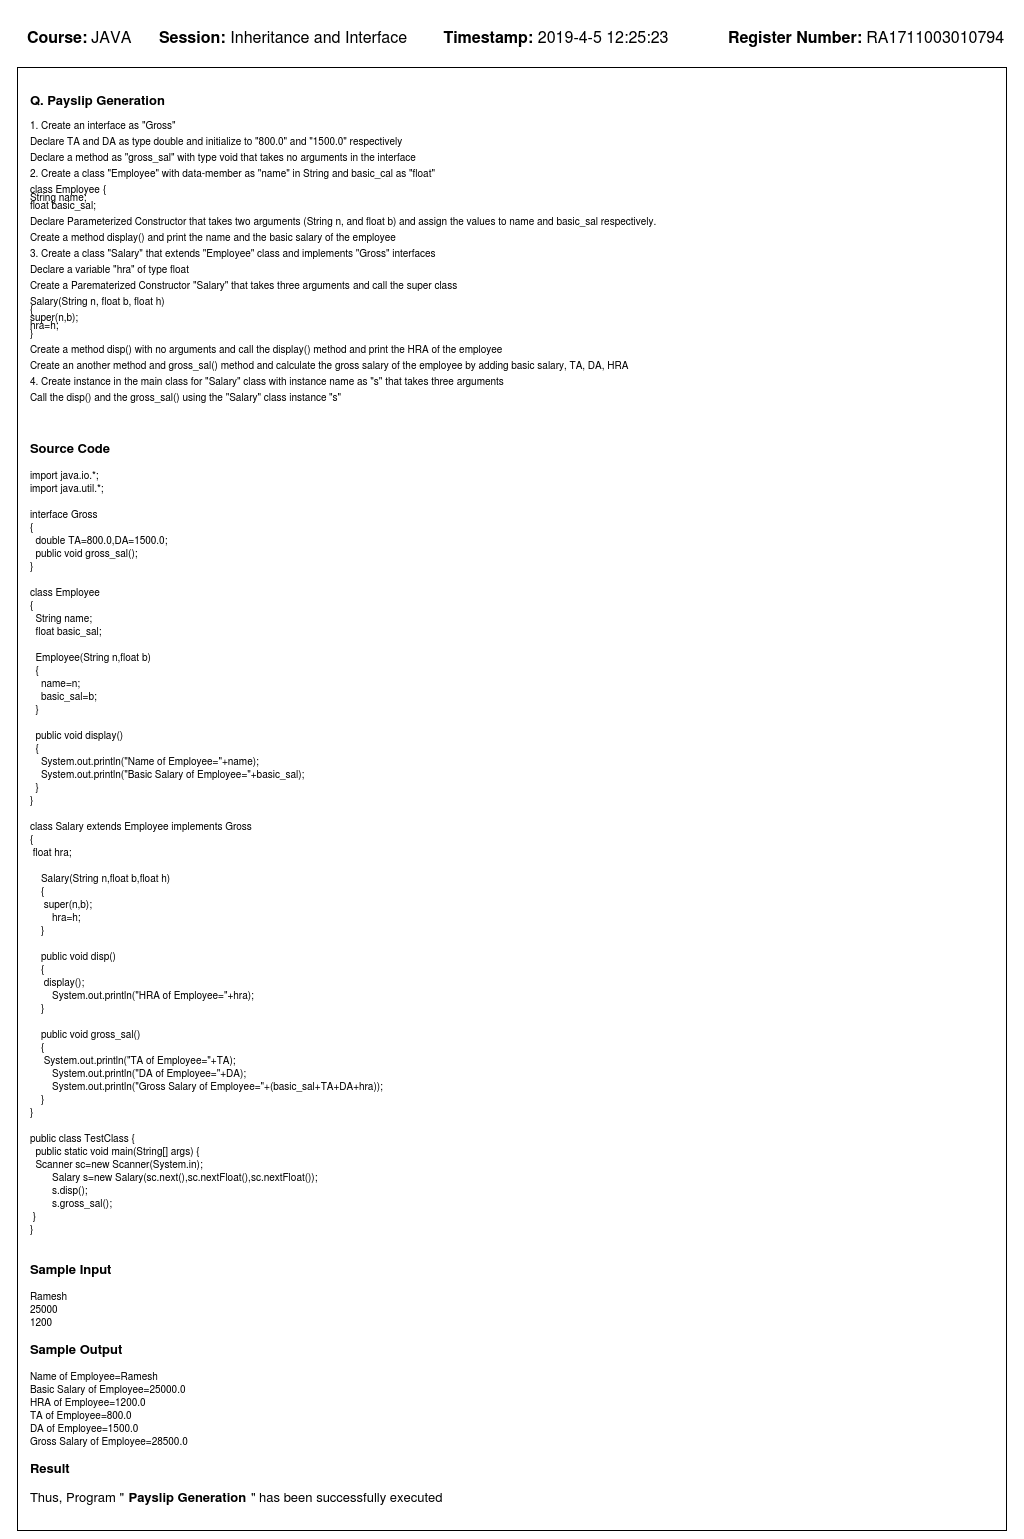 Course: JAVA Session: Inheritance and Interface Timestamp: 2019-4-5 12:25:23 Register Number: RA1711003010794
Q. Payslip Generation
1. Create an interface as "Gross"
Declare TA and DA as type double and initialize to "800.0" and "1500.0" respectively
Declare a method as "gross_sal" with type void that takes no arguments in the interface
2. Create a class "Employee" with data-member as "name" in String and basic_cal as "float"
class Employee {
String name;
float basic_sal;
Declare Parameterized Constructor that takes two arguments (String n, and float b) and assign the values to name and basic_sal respectively.
Create a method display() and print the name and the basic salary of the employee
3. Create a class "Salary" that extends "Employee" class and implements "Gross" interfaces
Declare a variable "hra" of type float
Create a Parematerized Constructor "Salary" that takes three arguments and call the super class
Salary(String n, float b, float h)
{
super(n,b);
hra=h;
}
Create a method disp() with no arguments and call the display() method and print the HRA of the employee
Create an another method and gross_sal() method and calculate the gross salary of the employee by adding basic salary, TA, DA, HRA
4. Create instance in the main class for "Salary" class with instance name as "s" that takes three arguments
Call the disp() and the gross_sal() using the "Salary" class instance "s"
Source Code
import java.io.*;
import java.util.*;
interface Gross
{
double TA=800.0,DA=1500.0;
public void gross_sal();
}
class Employee
{
String name;
float basic_sal;
Employee(String n,float b)
{
name=n;
basic_sal=b;
}
public void display()
{
System.out.println("Name of Employee="+name);
System.out.println("Basic Salary of Employee="+basic_sal);
}
}
class Salary extends Employee implements Gross
{
float hra;
Salary(String n,float b,float h)
{
super(n,b);
hra=h;
}
public void disp()
{
display();
System.out.println("HRA of Employee="+hra);
}
public void gross_sal()
{
System.out.println("TA of Employee="+TA);
System.out.println("DA of Employee="+DA);
System.out.println("Gross Salary of Employee="+(basic_sal+TA+DA+hra));
}
}
public class TestClass {
public static void main(String[] args) {
Scanner sc=new Scanner(System.in);
Salary s=new Salary(sc.next(),sc.nextFloat(),sc.nextFloat());
s.disp();
s.gross_sal();
}
}
Sample Input
Ramesh
25000
1200
Sample Output
Name of Employee=Ramesh
Basic Salary of Employee=25000.0
HRA of Employee=1200.0
TA of Employee=800.0
DA of Employee=1500.0
Gross Salary of Employee=28500.0
Result
Thus, Program " Payslip Generation " has been successfully executed